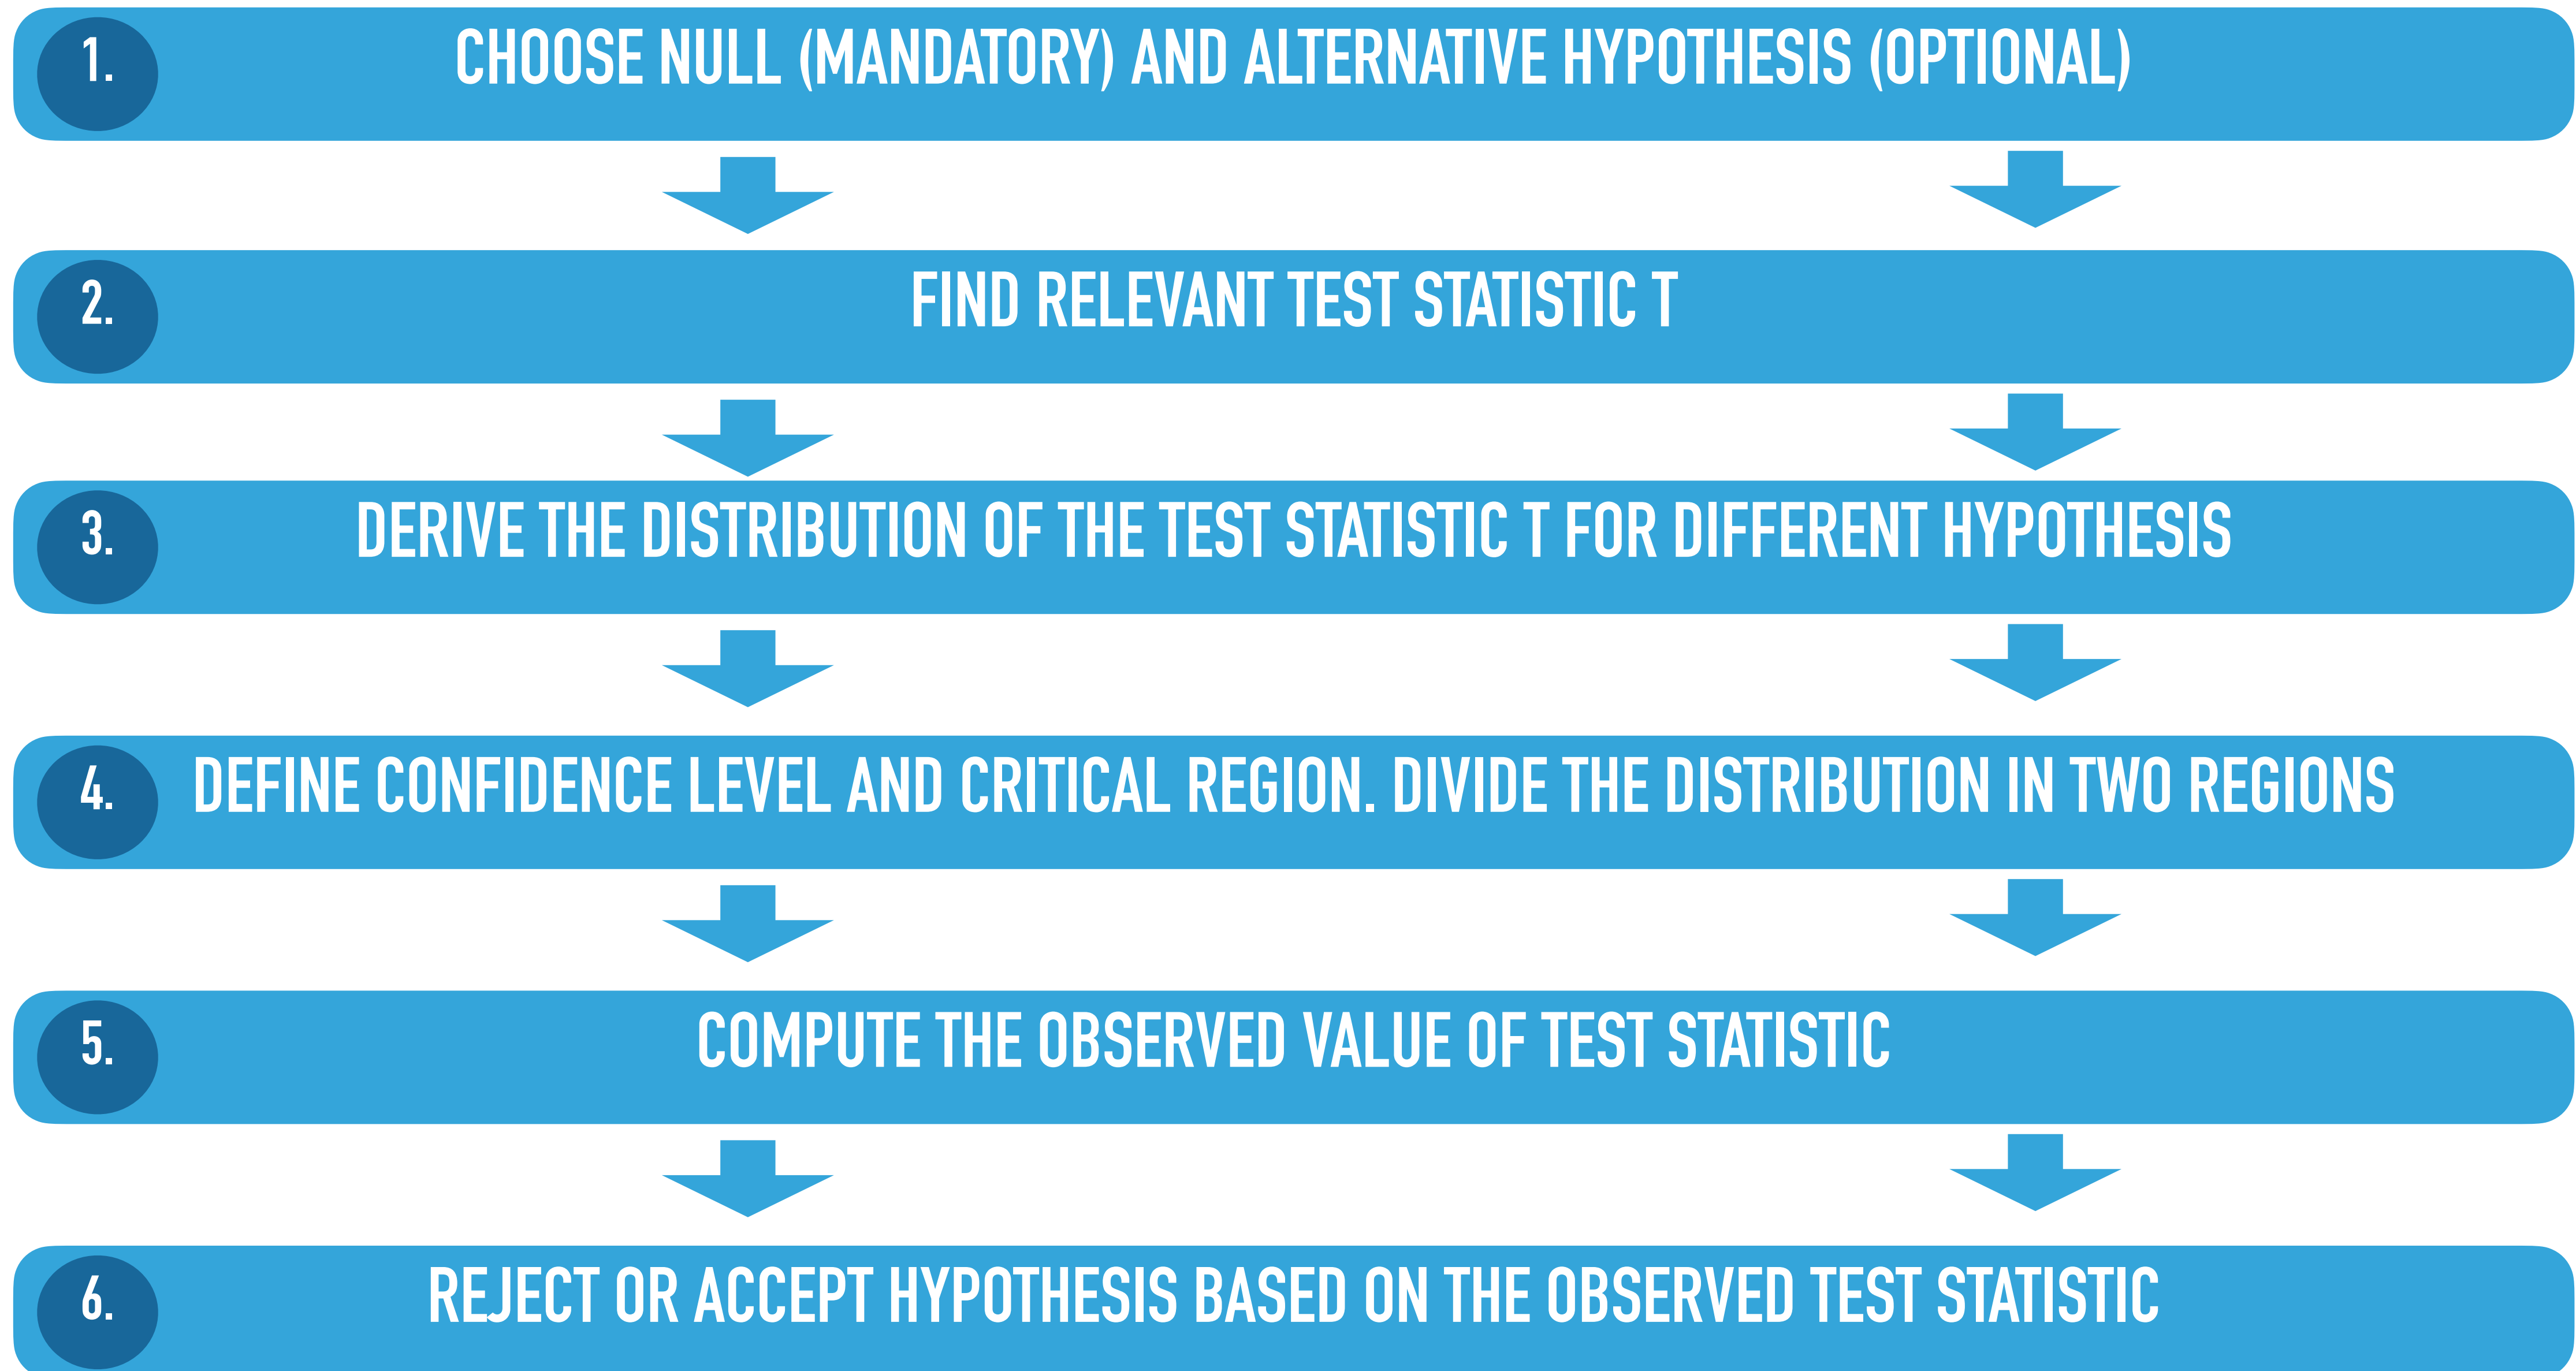 1. CHOOSE NULL (MANDATORY) AND ALTERNATIVE HYPOTHESIS (OPTIONAL)
2. FIND RELEVANT TEST STATISTIC T
3. DERIVE THE DISTRIBUTION OF THE TEST STATISTIC T FOR DIFFERENT HYPOTHESIS
4. DEFINE CONFIDENCE LEVEL AND CRITICAL REGION. DIVIDE THE DISTRIBUTION IN TWO REGIONS
5. COMPUTE THE OBSERVED VALUE OF TEST STATISTIC
6. REJECT OR ACCEPT HYPOTHESIS BASED ON THE OBSERVED TEST STATISTIC